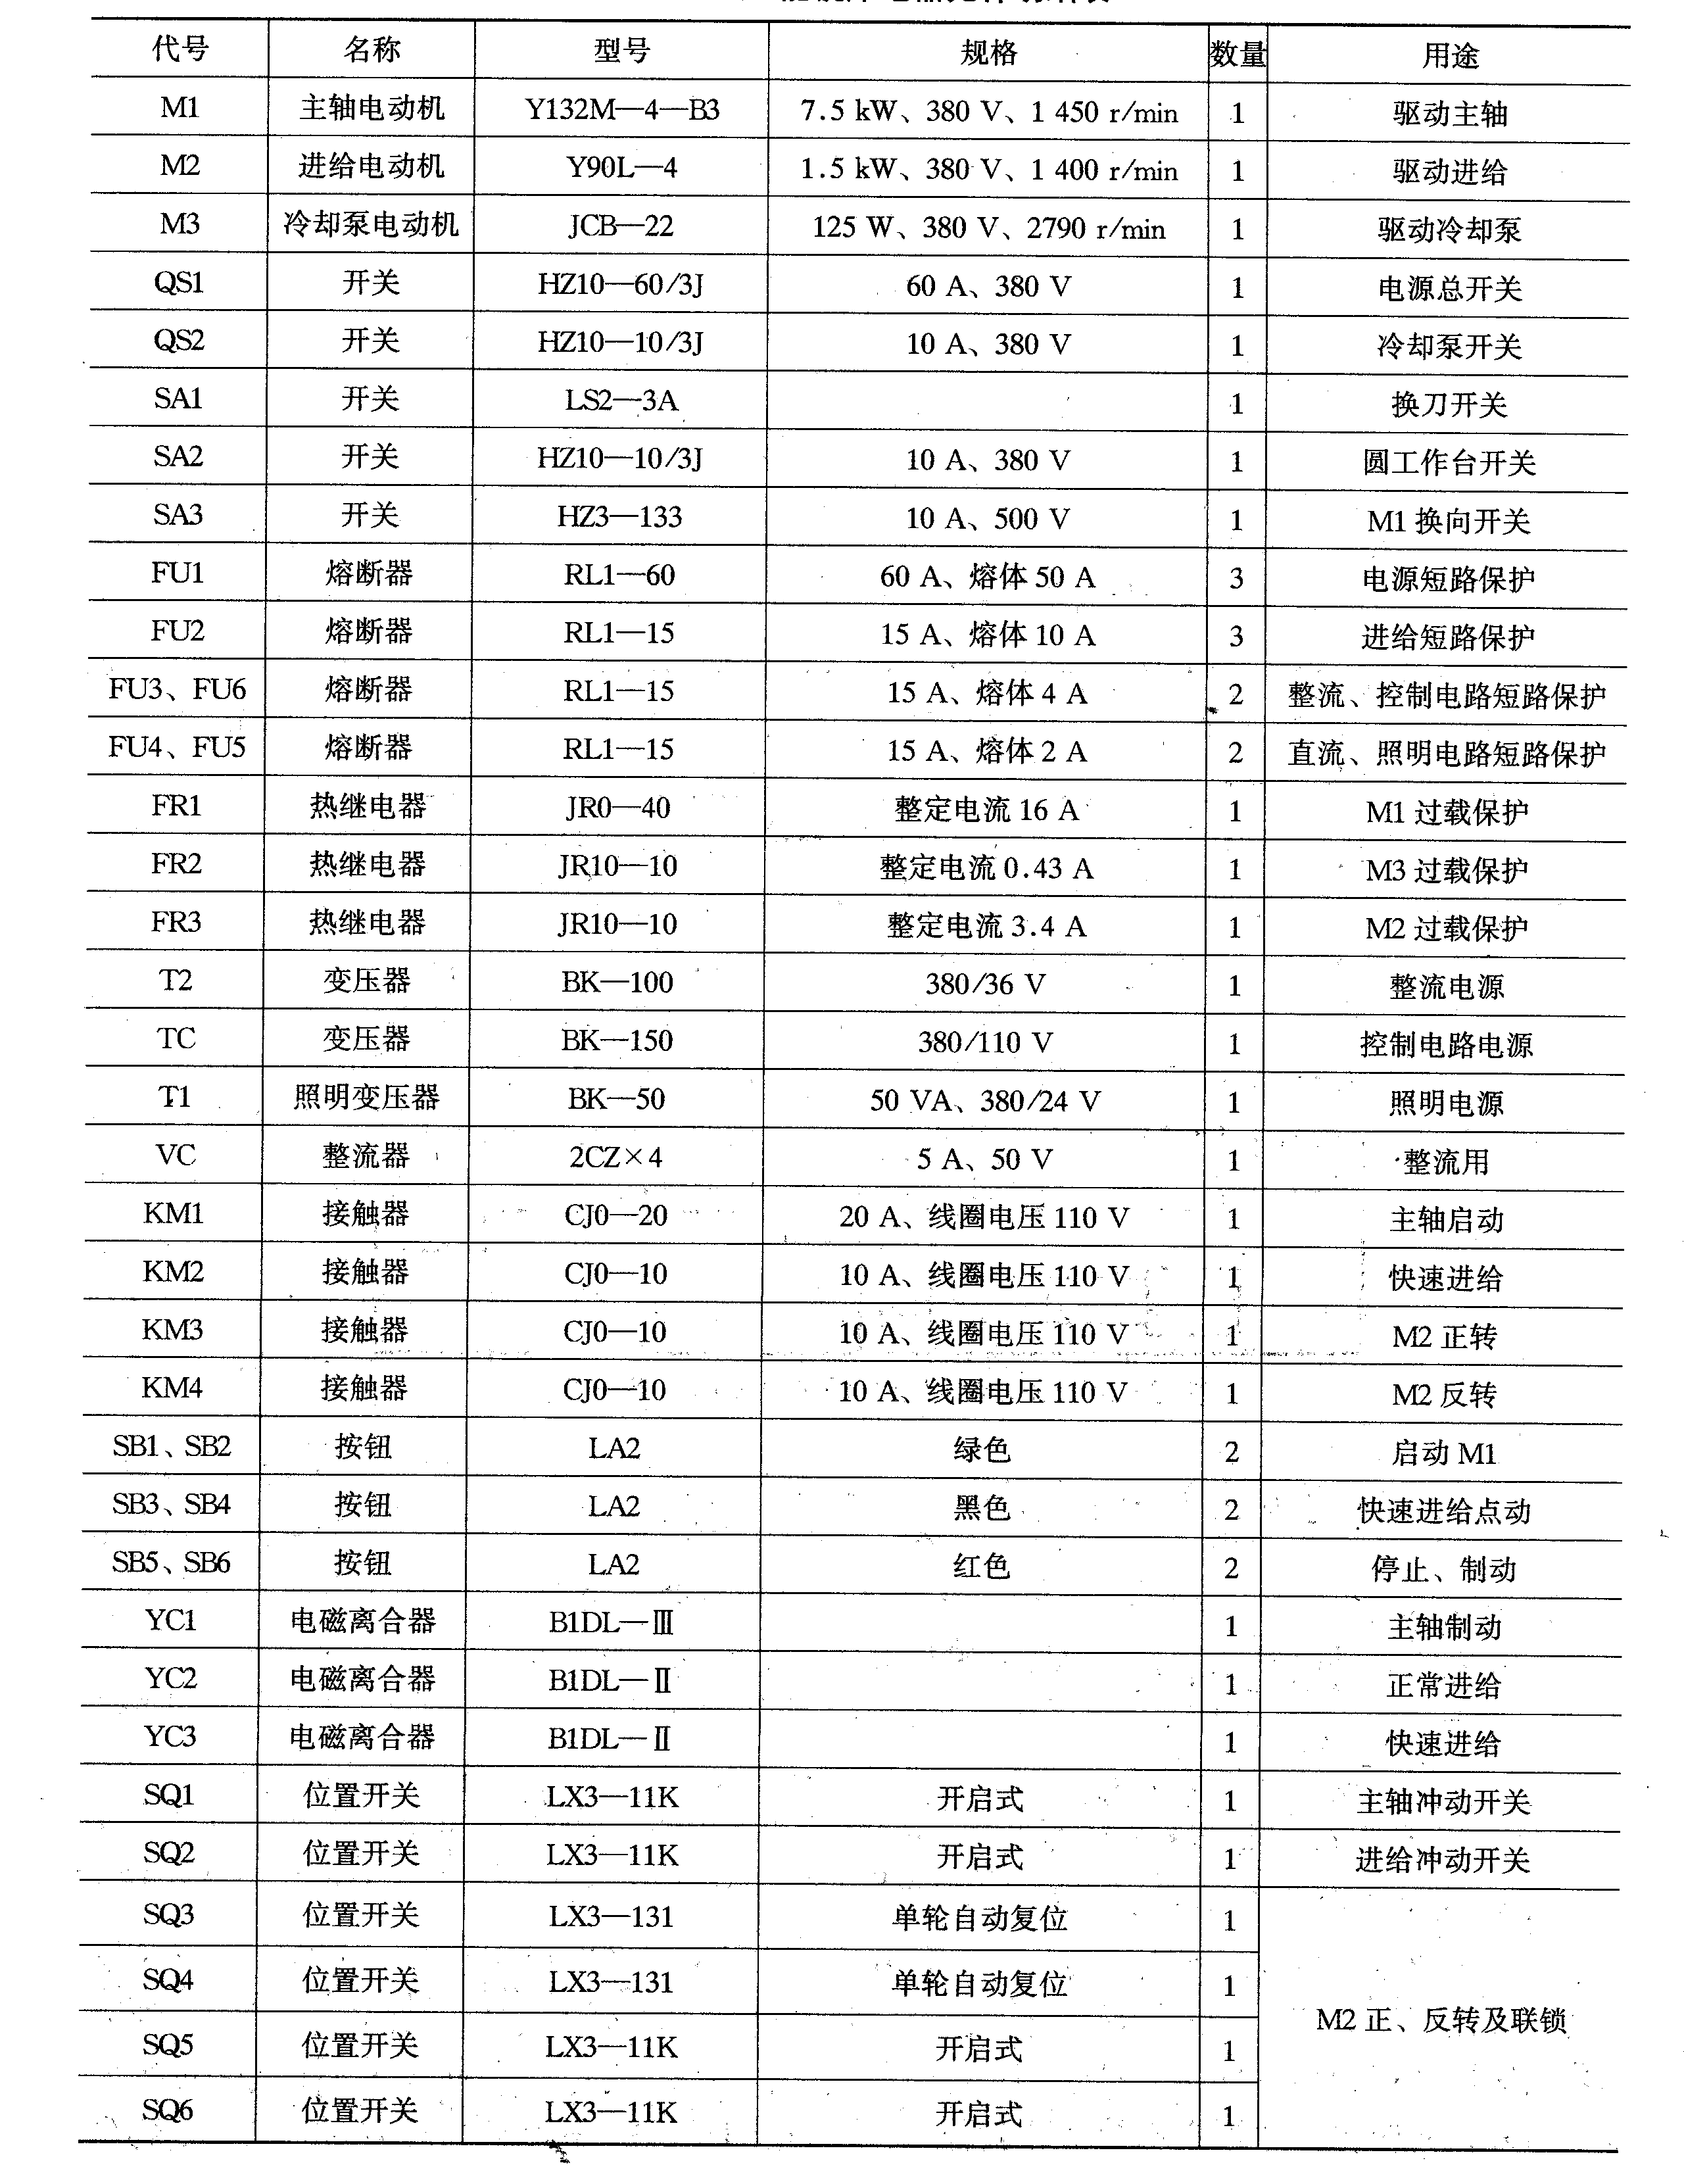 代号 名称 型号 规格 数量 用途
M1 主轴电动机 Y132M—4—B3 7.5 kW、380 V、1 450 r/min 1 驱动主轴
M2 进给电动机 Y90L—4 1.5 kW、380 V、1 400 r/min 1 驱动进给
M3 冷却泵电动机 JCB—22 125 W、380 V、2790 r/min 1 驱动冷却泵
QS1 开关 HZ10—60/3J 60 A、380 V 1 电源总开关
QS2 开关 HZ10—10/3J 10 A、380 V 1 冷却泵开关
SA1 开关 LS2—3A 1 换刀开关
SA2 开关 HZ10—10/3J 10 A、380 V 1 圆工作台开关
SA3 开关 HZ3—133 10 A、500 V 1 M1 换向开关
FU1 熔断器 RL1—60 60 A、熔体 50 A 3 电源短路保护
FU2 熔断器 RL1—15 15 A、熔体 10 A 3 进给短路保护
FU3、FU6 熔断器 RL1—15 15 A、熔体 4 A 2 整流、控制电路短路保护
FU4、FU5 熔断器 RL1—15 15 A、熔体 2 A 2 直流、照明电路短路保护
FR1 热继电器 JR0—40 整定电流 16 A 1 M1 过载保护
FR2 热继电器 JR10—10 整定电流 0.43 A 1 M3 过载保护
FR3 热继电器 JR10—10 整定电流 3.4 A 1 M2 过载保护
T2 变压器 BK—100 380/36 V 1 整流电源
TC 变压器 BK—150 380/110 V 1 控制电路电源
T1 照明变压器 BK—50 50 VA、380/24 V 1 照明电源
VC 整流器 2CZ×4 5 A、50 V 1 整流用
KM1 接触器 CJ0—20 20 A、线圈电压 110 V 1 主轴启动
KM2 接触器 CJ0—10 10 A、线圈电压 110 V 1 快速进给
KM3 接触器 CJ0—10 10 A、线圈电压 110 V 1 M2 正转
KM4 接触器 CJ0—10 10 A、线圈电压 110 V 1 M2 反转
SB1、SB2 按钮 LA2 绿色 2 启动 M1
SB3、SB4 按钮 LA2 黑色 2 快速进给点动
SB5、SB6 按钮 LA2 红色 2 停止、制动
YC1 电磁离合器 B1DL—Ⅲ 1 主轴制动
YC2 电磁离合器 B1DL—Ⅱ 1 正常进给
YC3 电磁离合器 B1DL—Ⅱ 1 快速进给
SQ1 位置开关 LX3—11K 开启式 1 主轴冲动开关
SQ2 位置开关 LX3—11K 开启式 1 进给冲动开关
SQ3 位置开关 LX3—131 单轮自动复位 1
SQ4 位置开关 LX3—131 单轮自动复位 1
M2 正、反转及联锁
SQ5 位置开关 LX3—11K 开启式 1
SQ6 位置开关 LX3—11K 开启式 1